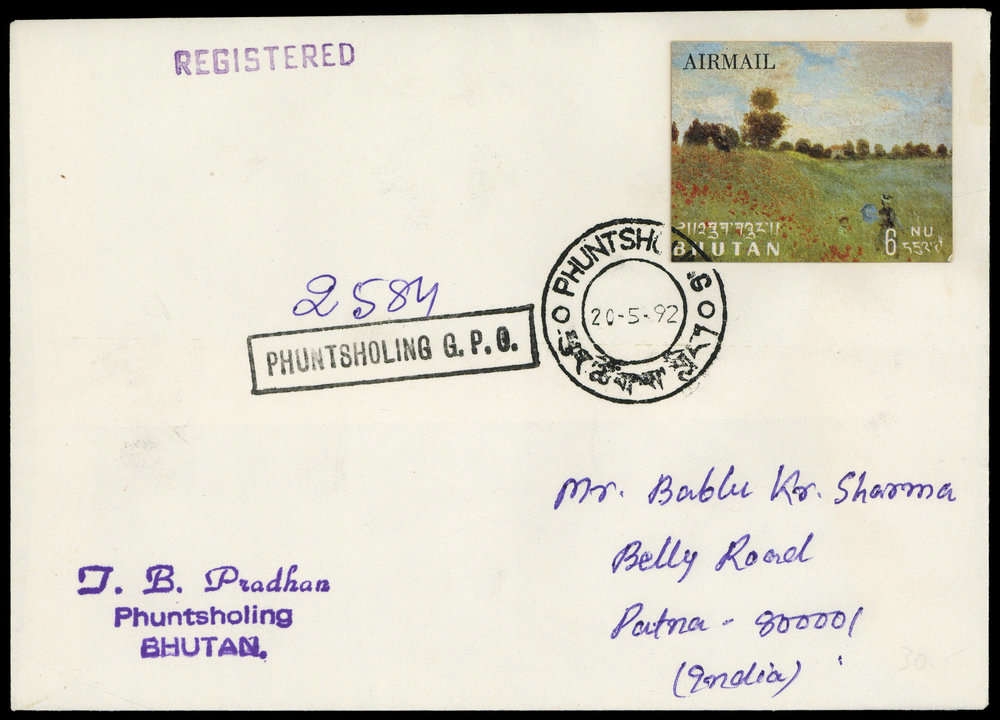 REGISTERED
AIRMAIL
BHUTAN
6 NU
2584
PHUNTSHOLING G.P.O.
20-5-92
Mr. Bablu Kr. Sharma
Belly Road
Patna - 800001
(India)
T. B. Pradhan
Phuntsholing
BHUTAN.
30